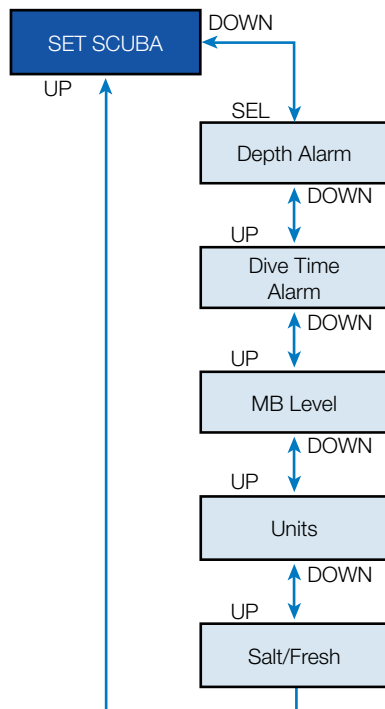 SET SCUBA
DOWN
UP
SEL
Depth Alarm
DOWN
UP
Dive Time
Alarm
DOWN
UP
MB Level
DOWN
UP
Units
DOWN
UP
Salt/Fresh